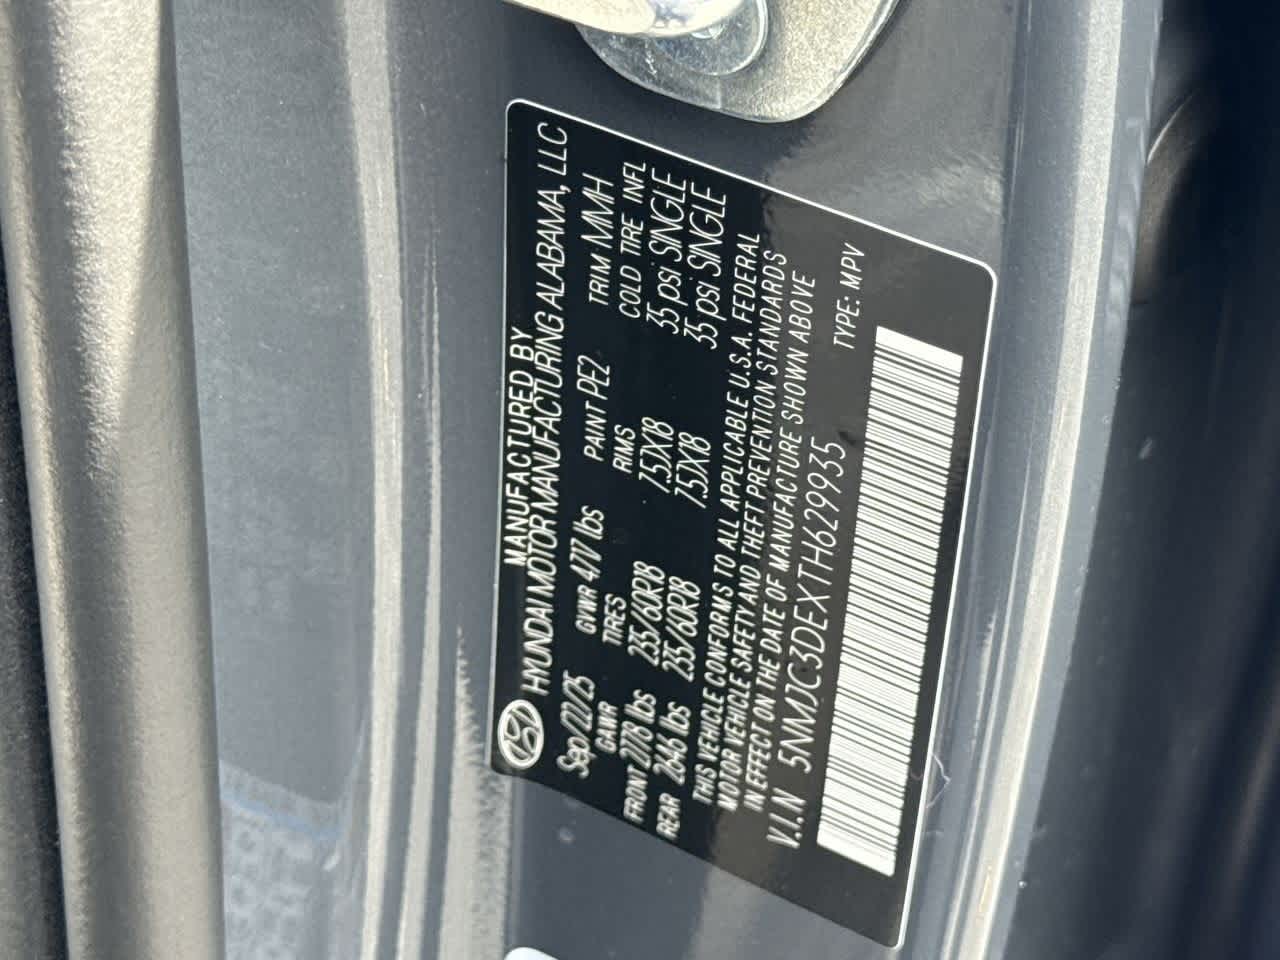 MANUFACTURED BY
HYUNDAI MOTOR MANUFACTURING ALABAMA, LLC
Sep/22/25 GVWR 4717 lbs PAINT PE2 TRIM MMH
GAWR TIRES RIMS COLD TIRE INFL
FRONT 2778 lbs 235/60R18 7.5JX18 35 psi SINGLE
REAR 2646 lbs 235/60R18 7.5JX18 35 psi SINGLE
THIS VEHICLE CONFORMS TO ALL APPLICABLE U.S.A. FEDERAL
MOTOR VEHICLE SAFETY AND THEFT PREVENTION STANDARDS
IN EFFECT ON THE DATE OF MANUFACTURE SHOWN ABOVE
V.I.N 5NMJC3DEXTH629935 TYPE: MPV